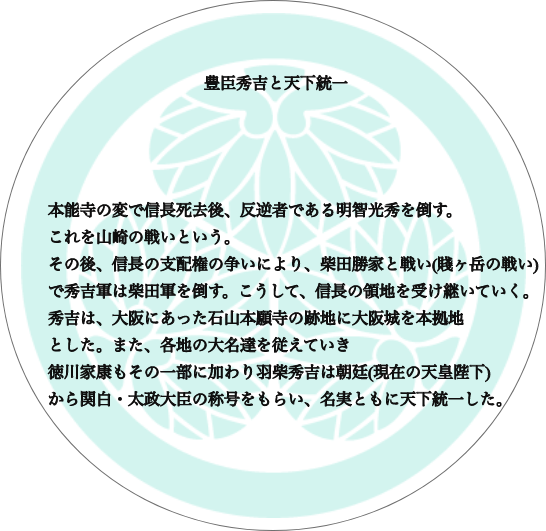 豊臣秀吉と天下統一
本能寺の変で信長死去後、反逆者である明智光秀を倒す。
これを山崎の戦いという。
その後、信長の支配権の争いにより、柴田勝家と戦い(賤ヶ岳の戦い)
で秀吉軍は柴田軍を倒す。こうして、信長の領地を受け継いていく。
秀吉は、大阪にあった石山本願寺の跡地に大阪城を本拠地
とした。また、各地の大名達を従えていき
徳川家康もその一部に加わり羽柴秀吉は朝廷(現在の天皇陛下)
から関白・太政大臣の称号をもらい、名実ともに天下統一した。